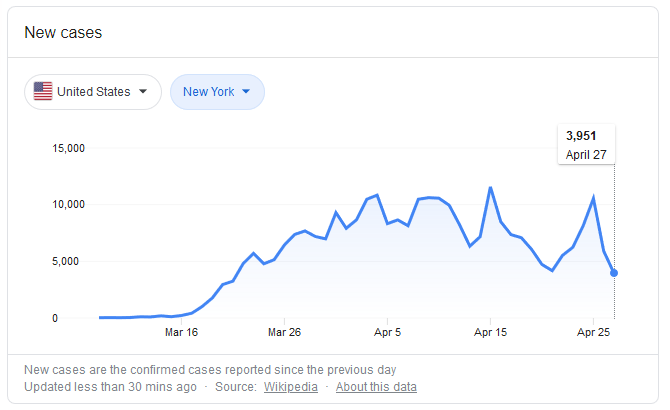 New cases
United States New York
3,951
April 27
15,000
10,000
5,000
0
Mar 16 Mar 26 Apr 5 Apr 15 Apr 25
New cases are the confirmed cases reported since the previous day
Updated less than 30 mins ago · Source: Wikipedia · About this data